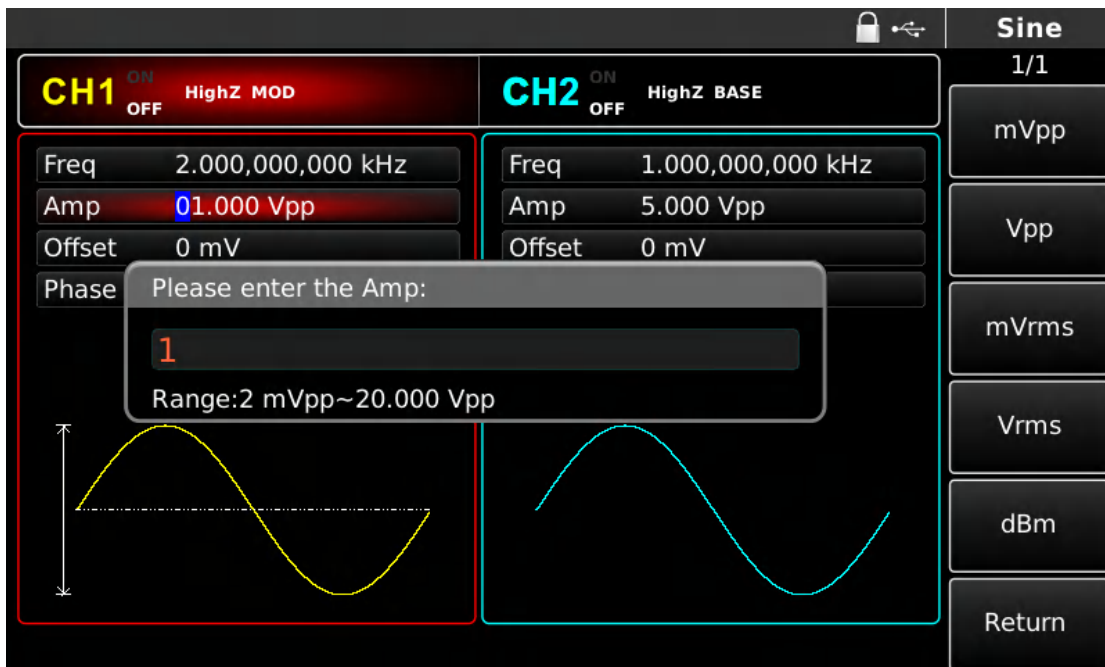 Sine
1/1
CH1 ON OFF HighZ MOD
CH2 ON OFF HighZ BASE
Freq 2.000,000,000 kHz
Amp 01.000 Vpp
Offset 0 mV
Phase
Freq 1.000,000,000 kHz
Amp 5.000 Vpp
Offset 0 mV
Please enter the Amp:
1
Range:2 mVpp~20.000 Vpp
mVpp
Vpp
mVrms
Vrms
dBm
Return